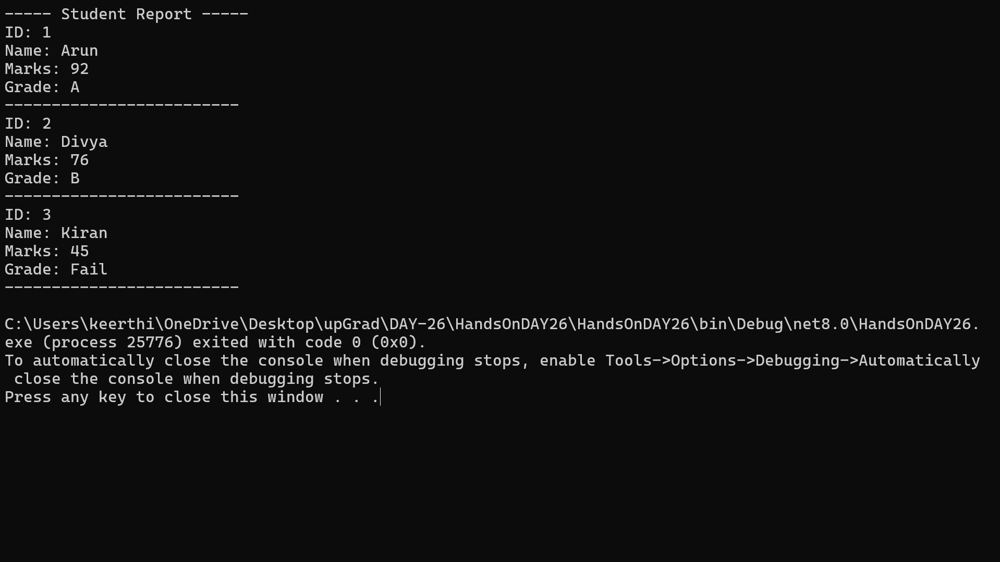 ----- Student Report -----
ID: 1
Name: Arun
Marks: 92
Grade: A
-------------------------
ID: 2
Name: Divya
Marks: 76
Grade: B
-------------------------
ID: 3
Name: Kiran
Marks: 45
Grade: Fail
-------------------------
C:\Users\keerthi\OneDrive\Desktop\upGrad\DAY-26\HandsOnDAY26\HandsOnDAY26\bin\Debug\net8.0\HandsOnDAY26.
exe (process 25776) exited with code 0 (0x0).
To automatically close the console when debugging stops, enable Tools->Options->Debugging->Automatically
 close the console when debugging stops.
Press any key to close this window . . .